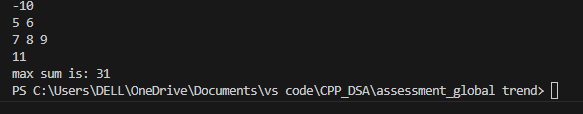 -10
5 6
7 8 9
11
max sum is: 31
PS C:\Users\DELL\OneDrive\Documents\vs code\CPP_DSA\assessment_global trend>